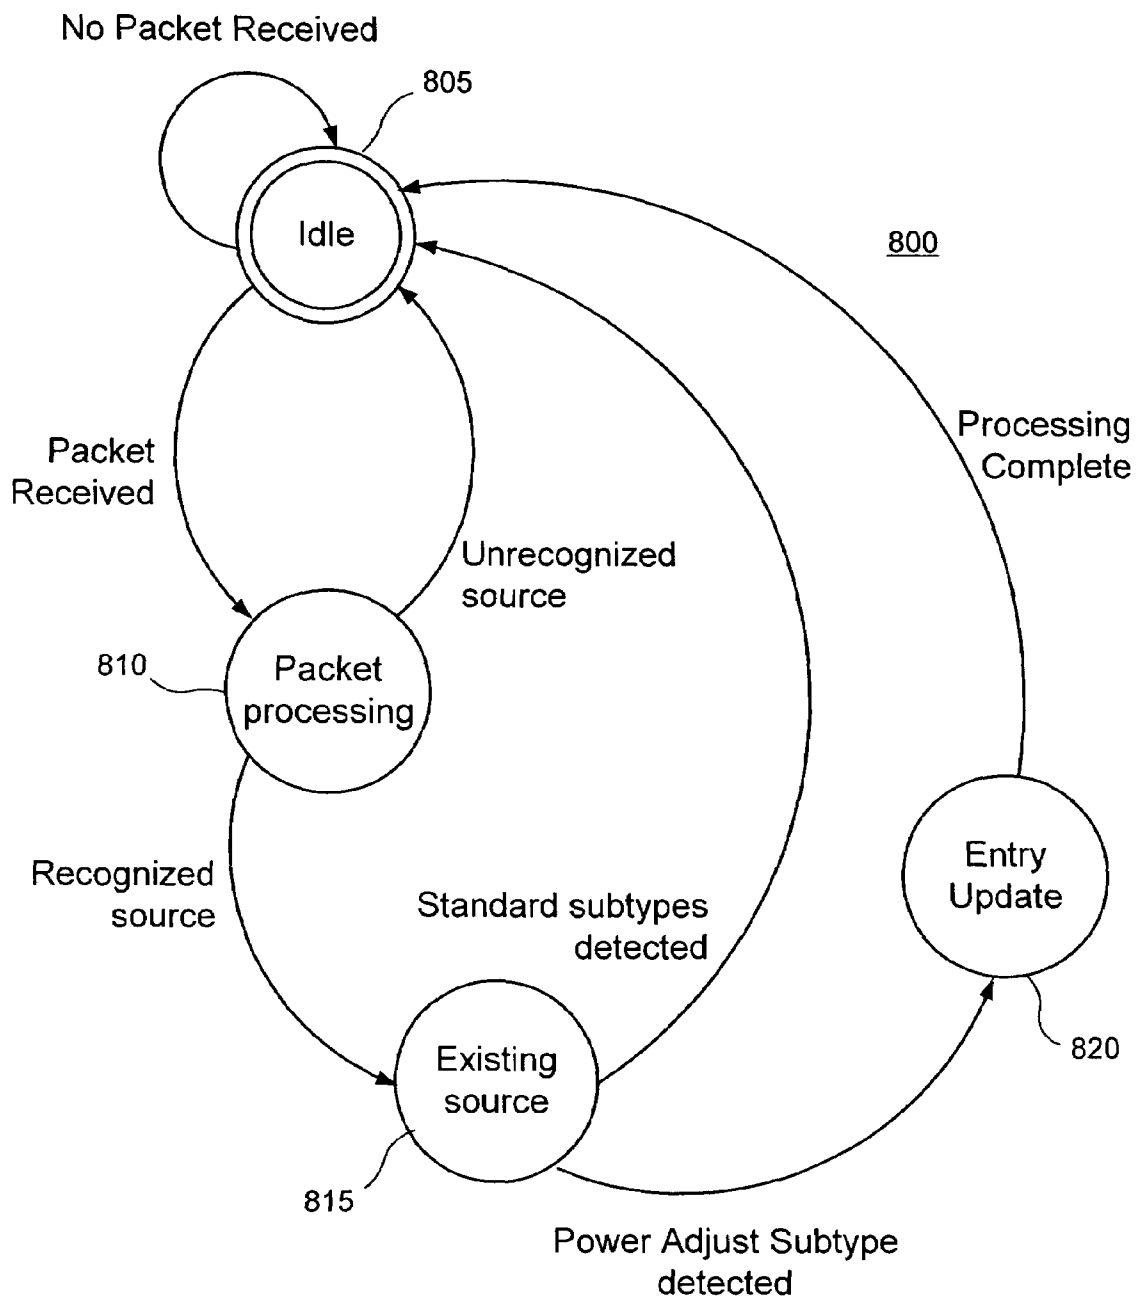 No Packet Received
805
Idle
800
Processing
Complete
Packet
Received
Unrecognized
source
810
Packet
processing
Recognized
source
Entry
Update
Standard subtypes
detected
820
Existing
source
815
Power Adjust Subtype
detected